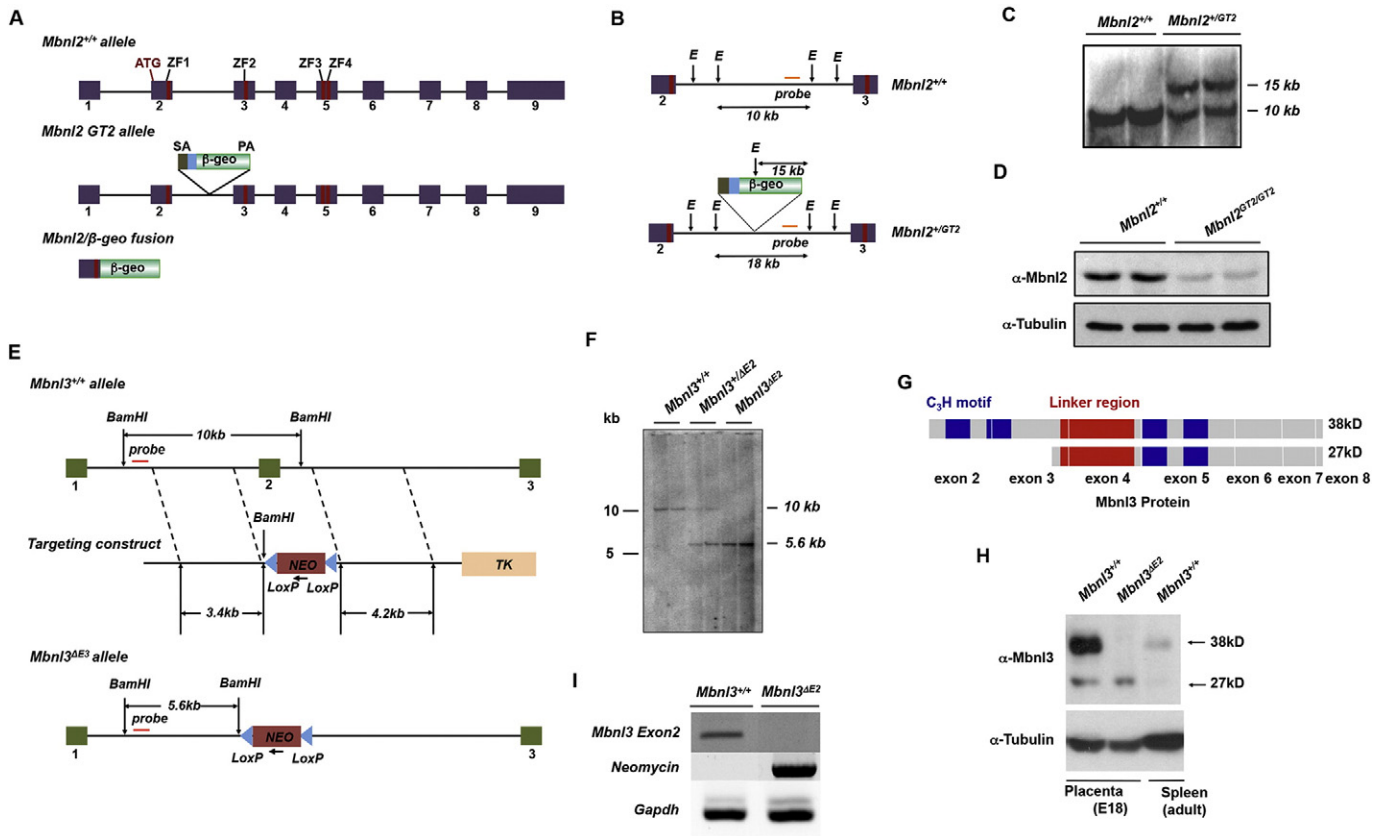 A
Mbnl2+/+ allele
ATG ZF1 ZF2 ZF3 ZF4
1 2 3 4 5 6 7 8 9
Mbnl2 GT2 allele
SA β-geo PA
1 2 3 4 5 6 7 8 9
Mbnl2/β-geo fusion
β-geo
B
E E E E
probe Mbnl2+/+
2 3
10 kb
E
15 kb
β-geo
E E E E
probe Mbnl2+/GT2
2 3
18 kb
C
Mbnl2+/+ Mbnl2+/GT2
15 kb
10 kb
D
Mbnl2+/+ Mbnl2GT2/GT2
α-Mbnl2
α-Tubulin
E
Mbnl3+/+ allele
BamHI BamHI
10kb
probe
1 2 3
BamHI
Targeting construct
NEO TK
LoxP LoxP
3.4kb 4.2kb
Mbnl3ΔE3 allele
BamHI BamHI
5.6kb
probe
NEO
1 LoxP LoxP 3
F
Mbnl3+/+ Mbnl3+/ΔE2 Mbnl3ΔE2
kb
10 10 kb
5 5.6 kb
G
C3H motif Linker region
38kD
27kD
exon 2 exon 3 exon 4 exon 5 exon 6 exon 7 exon 8
Mbnl3 Protein
H
Mbnl3+/+ Mbnl3ΔE2 Mbnl3+/+
α-Mbnl3
38kD
27kD
α-Tubulin
Placenta Spleen
(E18) (adult)
I
Mbnl3+/+ Mbnl3ΔE2
Mbnl3 Exon2
Neomycin
Gapdh